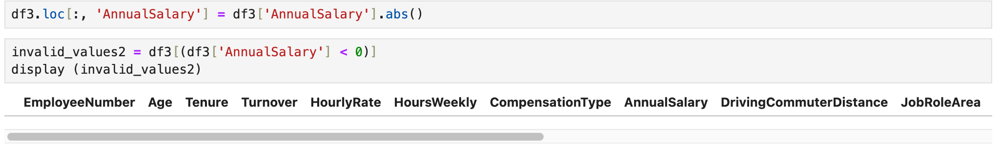 df3.loc[:, 'AnnualSalary'] = df3['AnnualSalary'].abs()
invalid_values2 = df3[(df3['AnnualSalary'] < 0)]
display (invalid_values2)
EmployeeNumber Age Tenure Turnover HourlyRate HoursWeekly CompensationType AnnualSalary DrivingCommuterDistance JobRoleArea